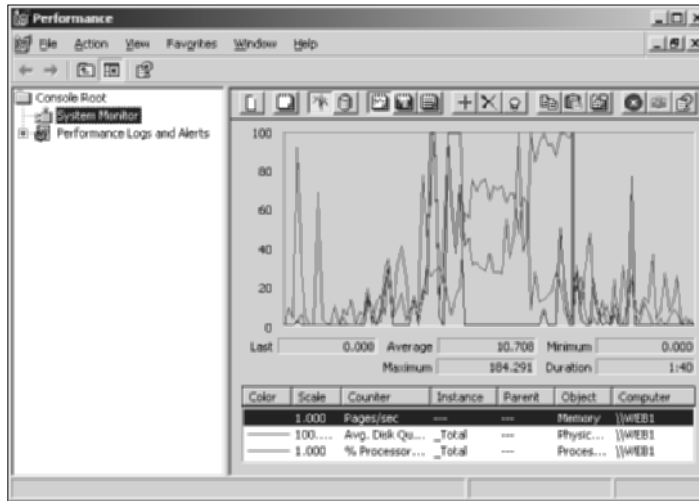 Performance
File Action View Favorites Window Help
Console Root
System Monitor
Performance Logs and Alerts
100
80
60
40
20
0
Last 0.000 Average 10.708 Minimum 0.000
Maximum 184.291 Duration 1:40
Color Scale Counter Instance Parent Object Computer
1.000 Pages/sec --- --- Memory \\WEB1
100.... Avg. Disk Qu... _Total --- Physic... \\WEB1
1.000 % Processor... _Total --- Proces... \\WEB1